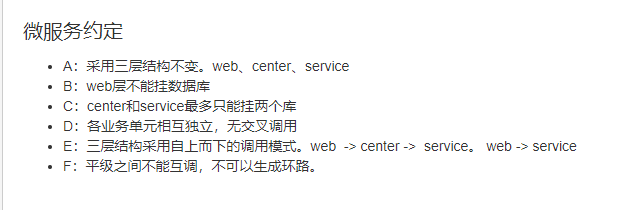 微服务约定
A：采用三层结构不变。web、center、service
B：web层不能挂数据库
C：center和service最多只能挂两个库
D：各业务单元相互独立，无交叉调用
E：三层结构采用自上而下的调用模式。web -> center -> service。 web -> service
F：平级之间不能互调，不可以生成环路。